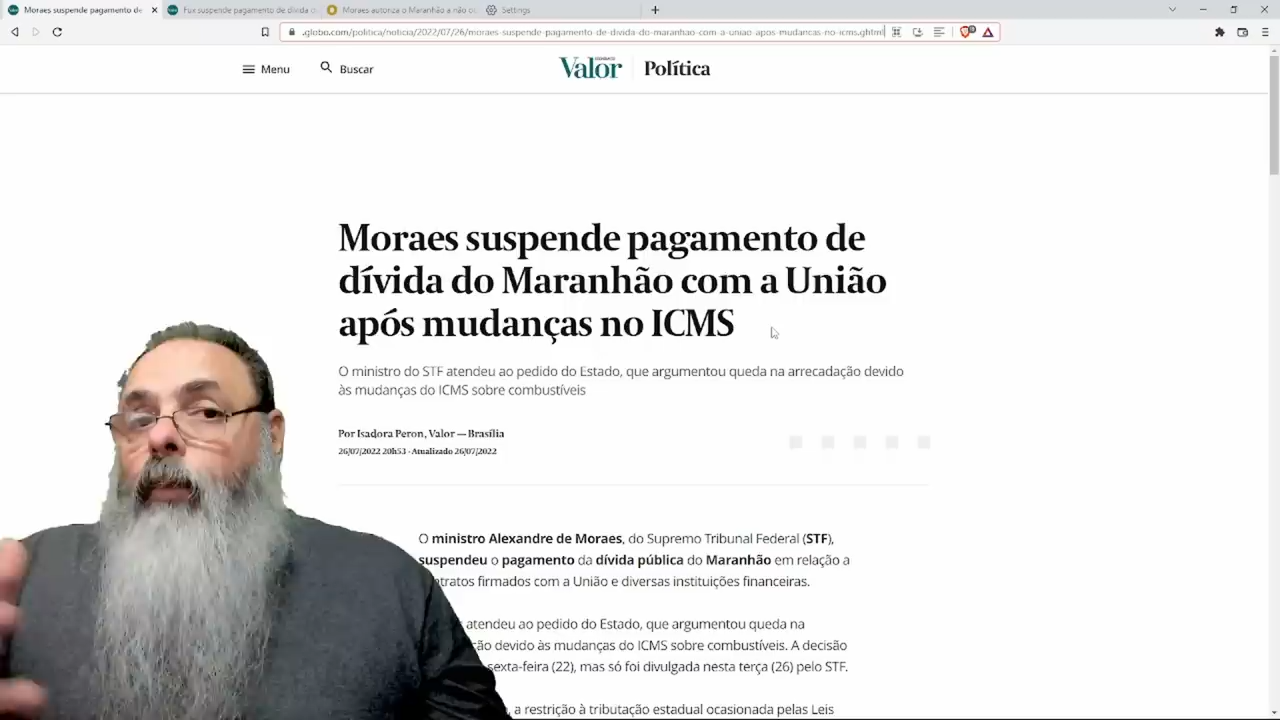 Moraes suspende pagamento de
Fux suspende pagamento de dívida d
Moraes autoriza o Maranhão a não o
Settings
.globo.com/politica/noticia/2022/07/26/moraes-suspende-pagamento-de-divida-do-maranhao-com-a-uniao-apos-mudancas-no-icms.ghtml
Menu
Buscar
Valor
Política
Moraes suspende pagamento de
dívida do Maranhão com a União
após mudanças no ICMS
O ministro do STF atendeu ao pedido do Estado, que argumentou queda na arrecadação devido
às mudanças do ICMS sobre combustíveis
Por Isadora Peron, Valor — Brasília
26/07/2022 20h53 · Atualizado 26/07/2022
O ministro Alexandre de Moraes, do Supremo Tribunal Federal (STF),
suspendeu o pagamento da dívida pública do Maranhão em relação a
ntratos firmados com a União e diversas instituições financeiras.
s atendeu ao pedido do Estado, que argumentou queda na
ção devido às mudanças do ICMS sobre combustíveis. A decisão
sexta-feira (22), mas só foi divulgada nesta terça (26) pelo STF.
, a restrição à tributação estadual ocasionada pelas Leis